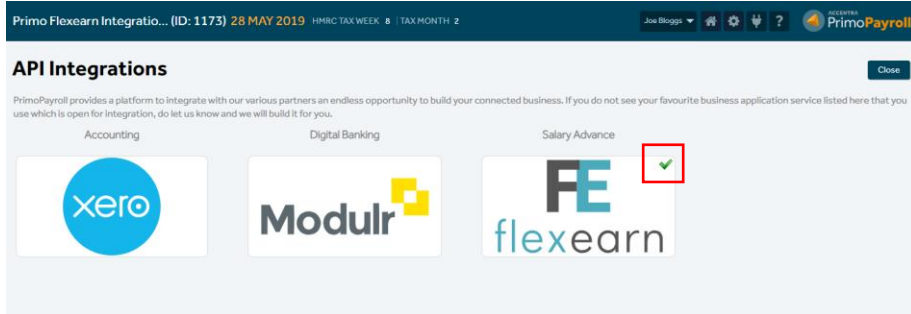 Primo Flexearn Integratio... (ID: 1173) 28 MAY 2019 HMRC TAX WEEK 8 | TAX MONTH 2
Joe Bloggs
?
ACCENTRA
PrimoPayroll
API Integrations
Close
PrimoPayroll provides a platform to integrate with our various partners an endless opportunity to build your connected business. If you do not see your favourite business application service listed here that you
use which is open for integration, do let us know and we will build it for you.
Accounting
Digital Banking
Salary Advance
xero
Modulr
FE
flexearn